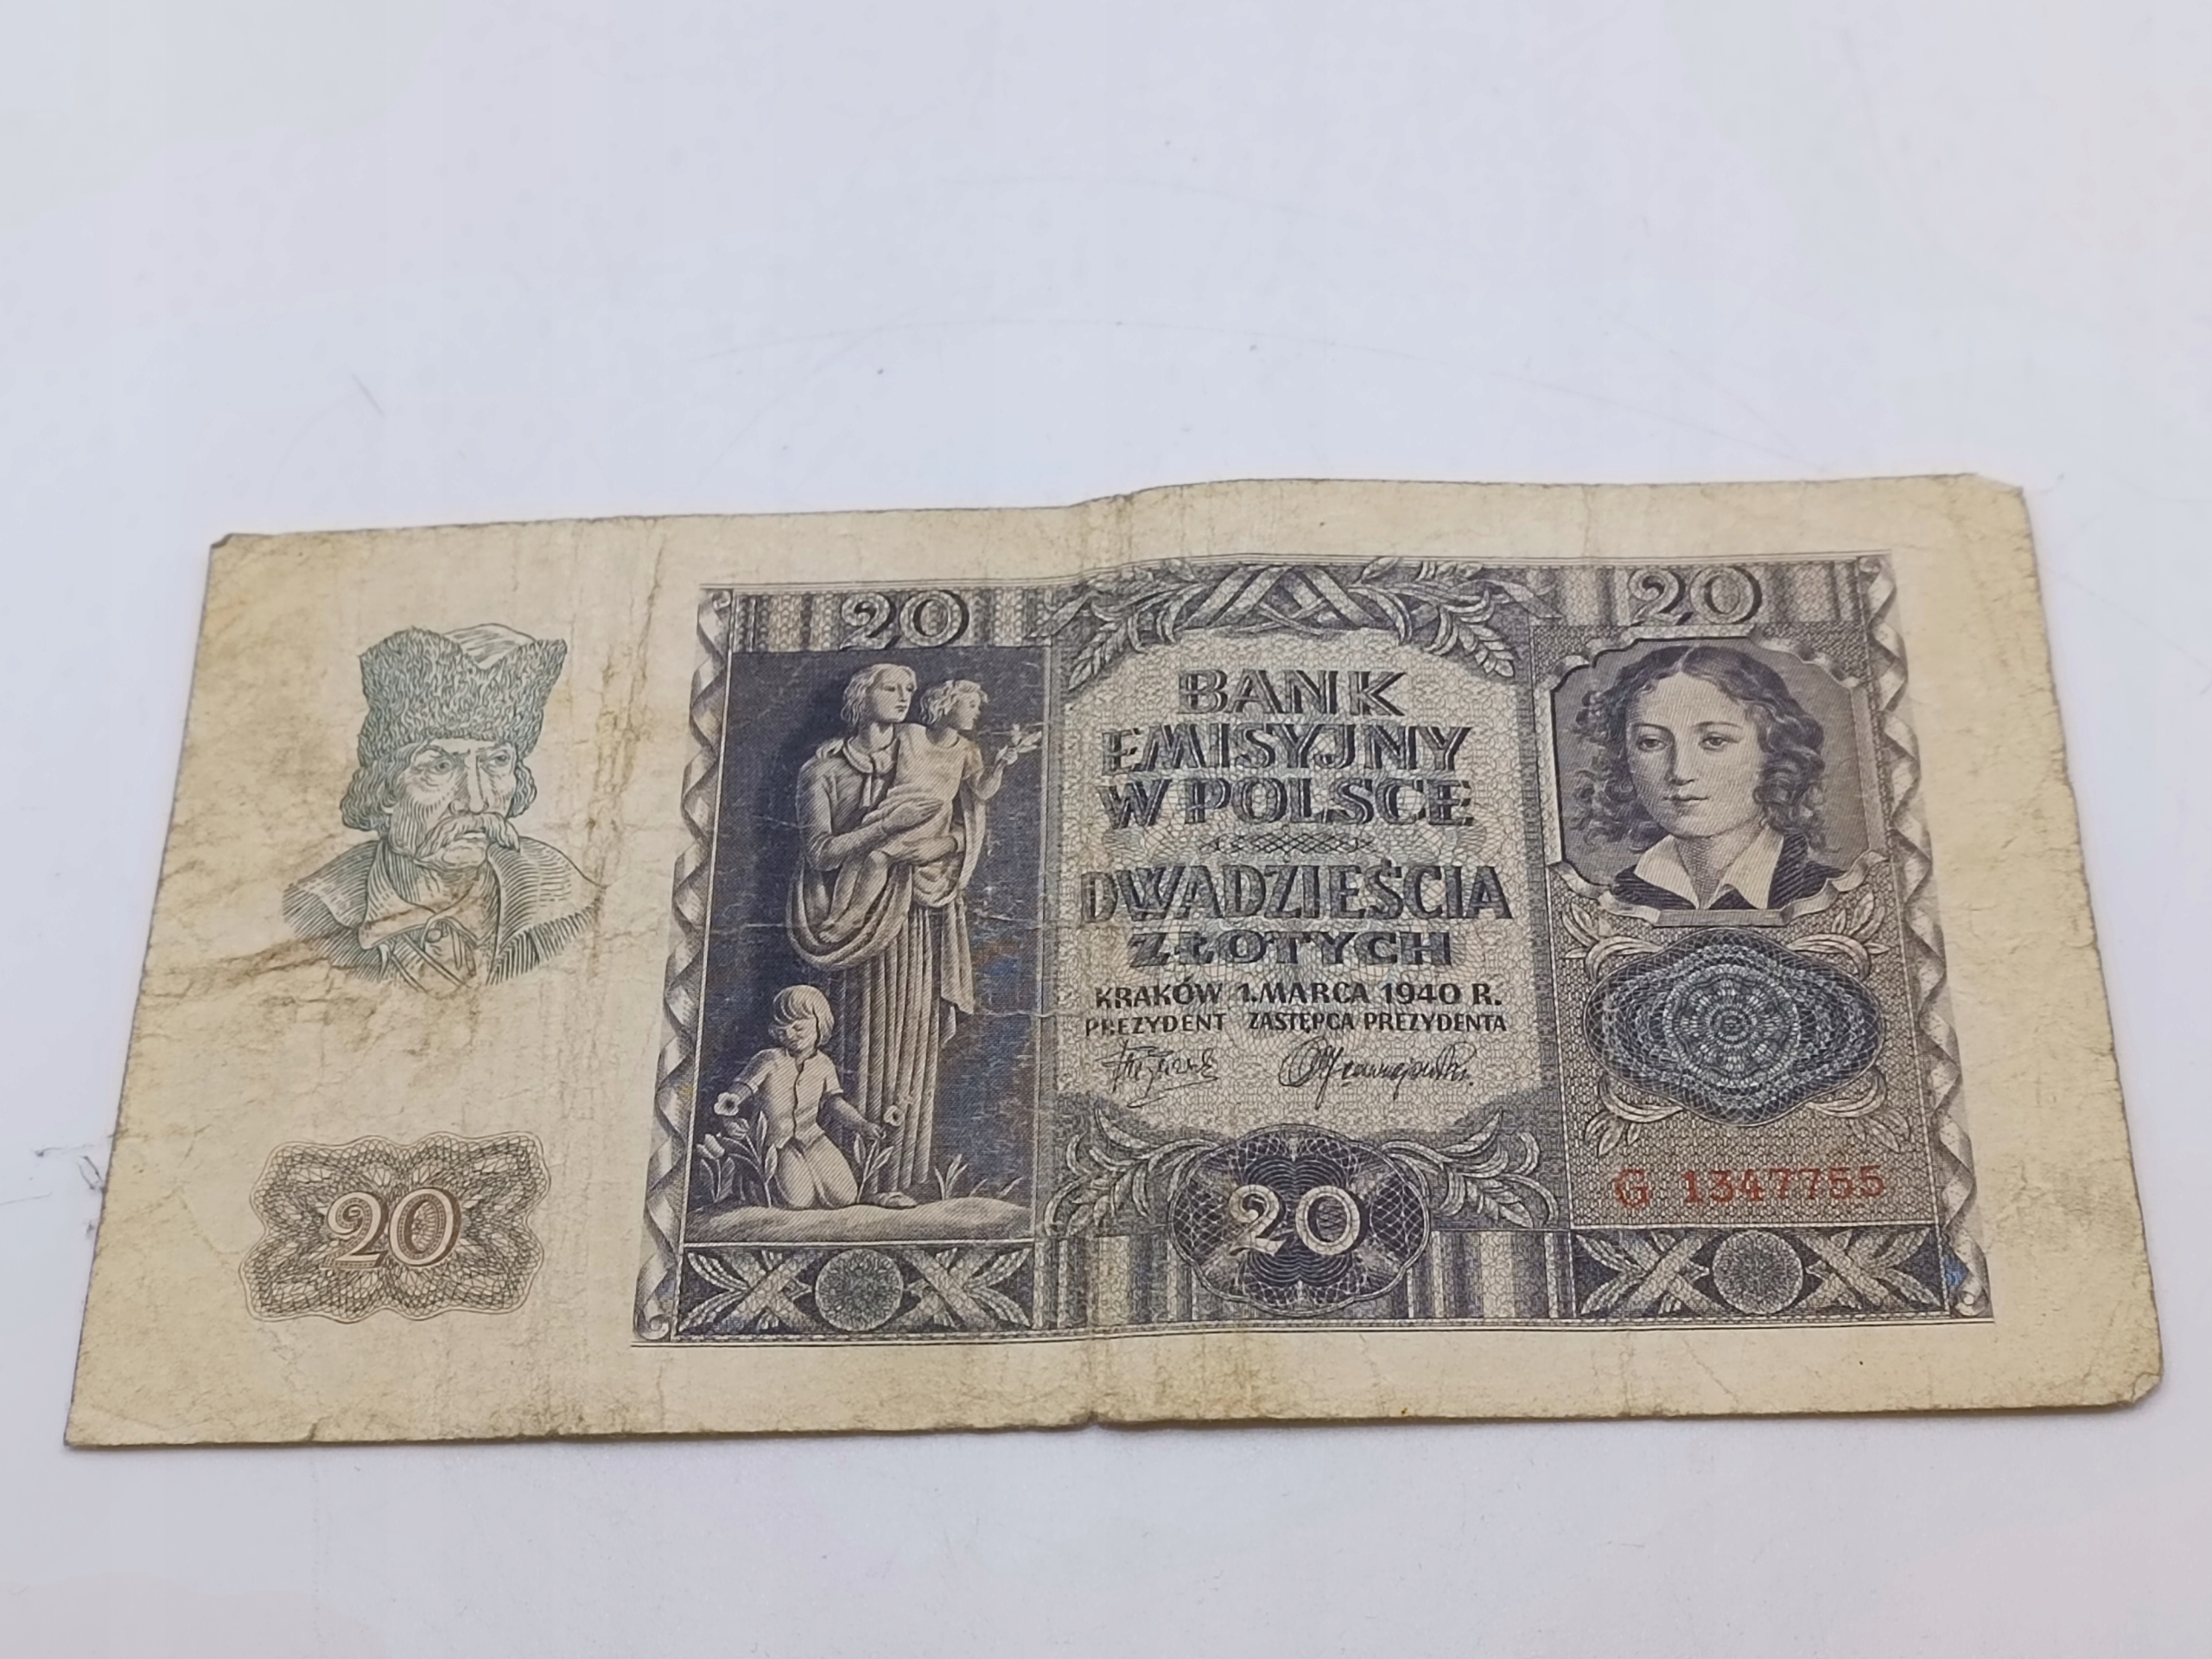 20
20
BANK
EMISYJNY
W POLSCE
DWADZIEŚCIA
ZŁOTYCH
KRAKÓW 1. MARCA 1940 R.
PREZYDENT ZASTĘPCA PREZYDENTA
G 1347755
20
20